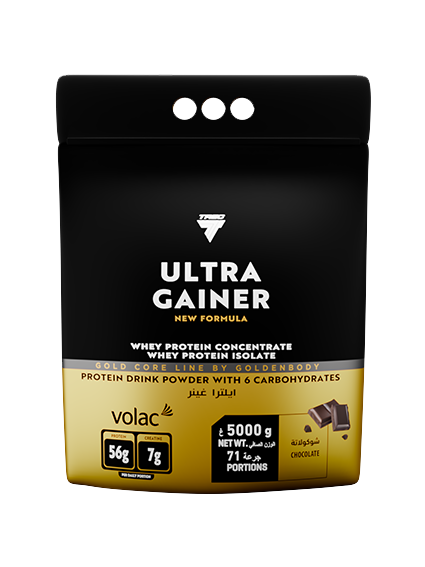 TREC
ULTRA
GAINER
NEW FORMULA
WHEY PROTEIN CONCENTRATE
WHEY PROTEIN ISOLATE
GOLD CORE LINE BY GOLDENBODY
PROTEIN DRINK POWDER WITH 6 CARBOHYDRATES
ايلترا غينر
volac
PROTEIN
56g
CREATINE
7g
PER DAILY PORTION
5000 g غ
NET WT. الوزن الصافي
71 جرعة
PORTIONS
شوكولاتة
CHOCOLATE